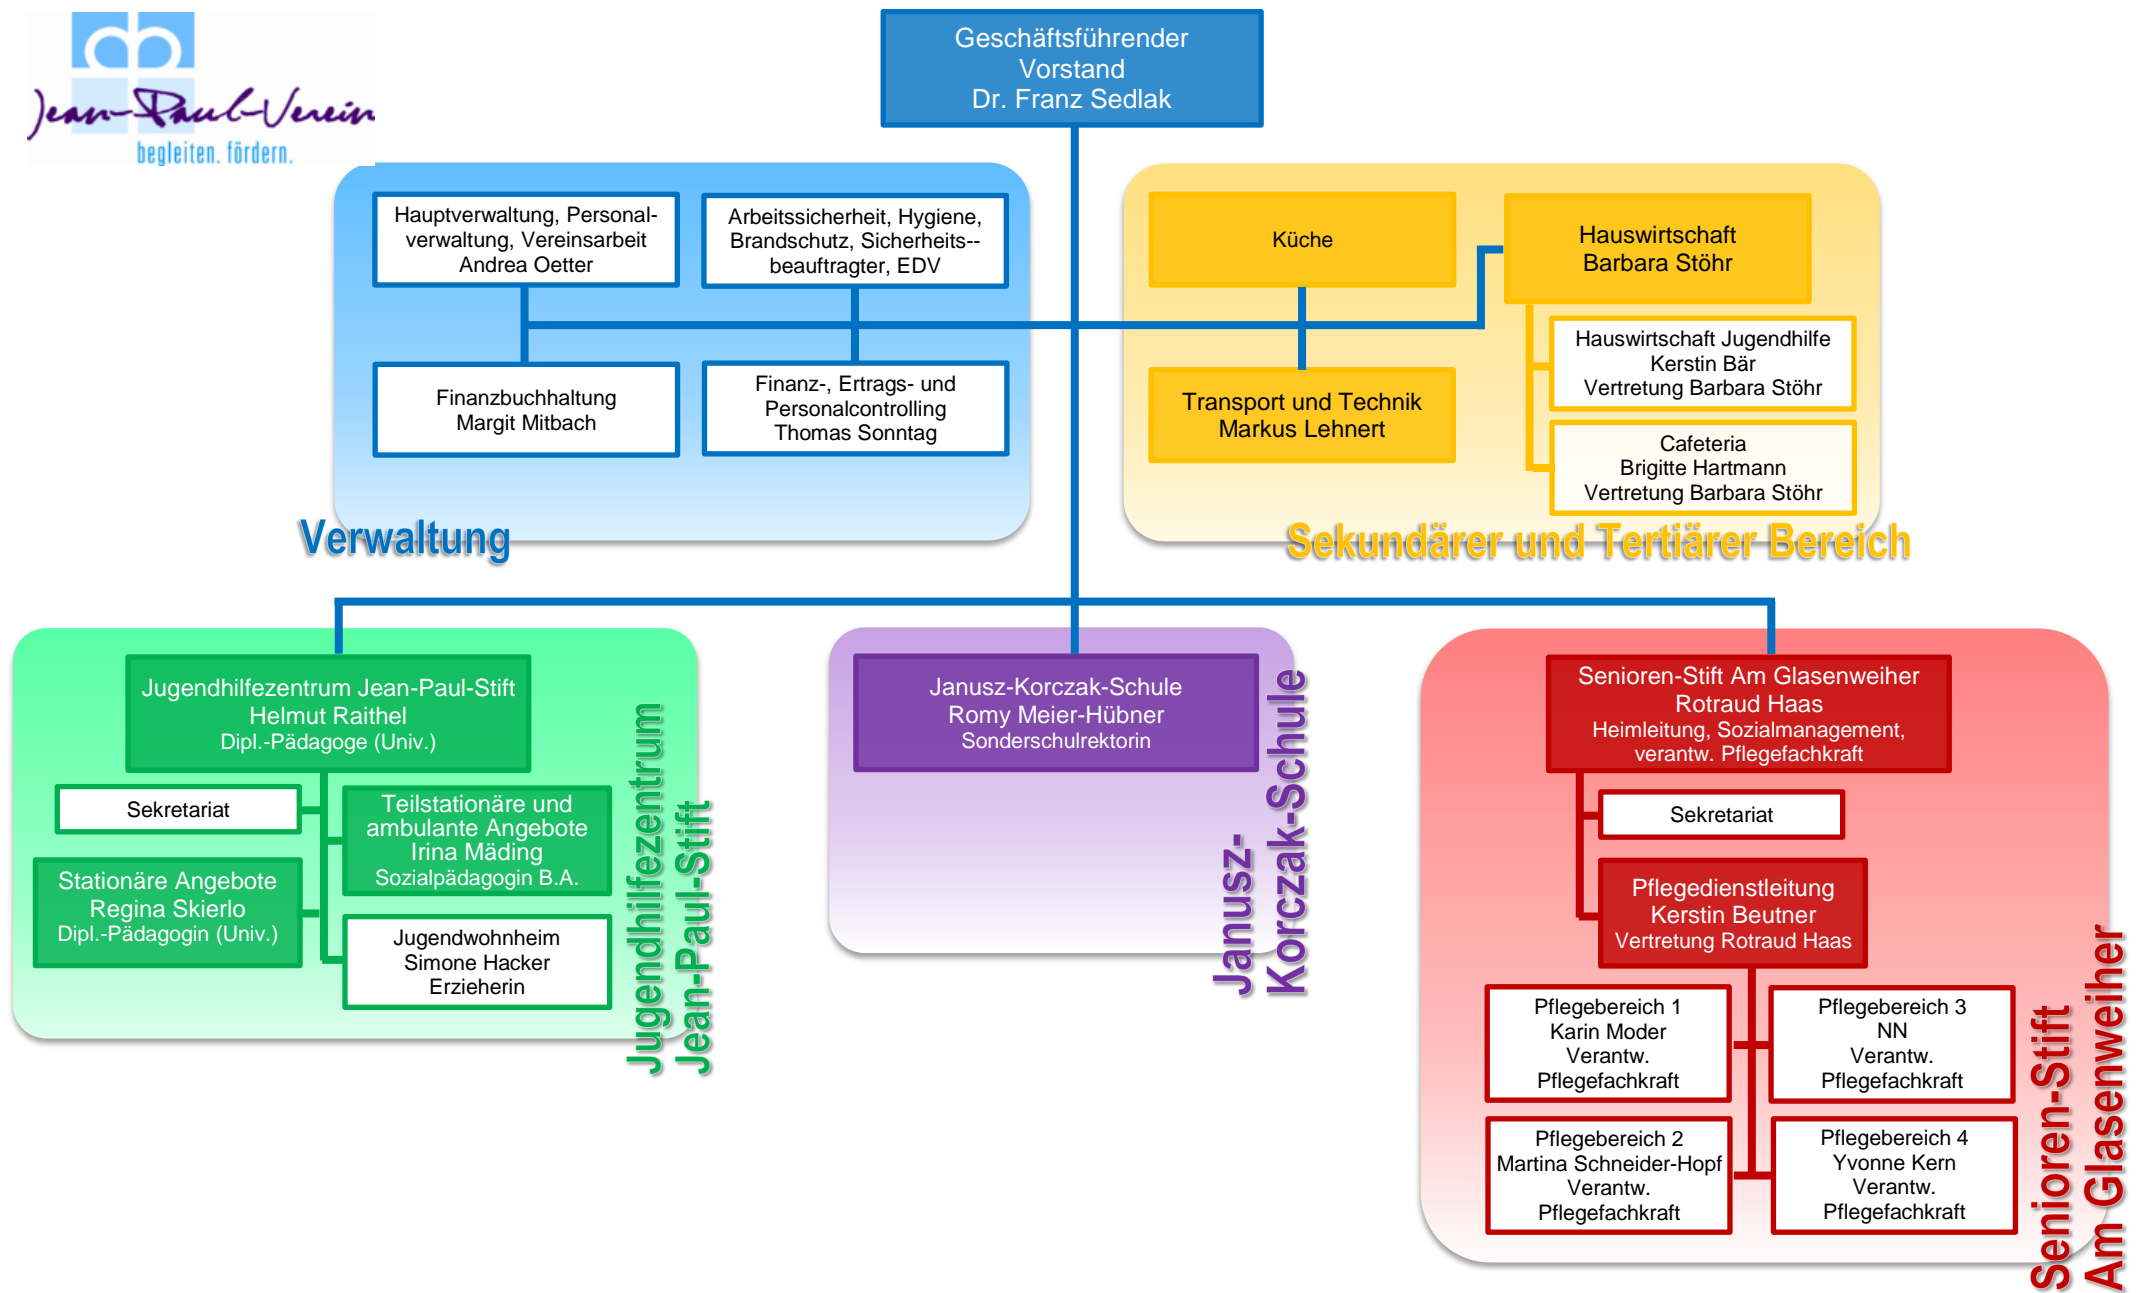 Jean-Paul-Verein
begleiten. fördern.
Geschäftsführender
Vorstand
Dr. Franz Sedlak
Hauptverwaltung, Personal-
verwaltung, Vereinsarbeit
Andrea Oetter
Arbeitssicherheit, Hygiene,
Brandschutz, Sicherheits--
beauftragter, EDV
Finanzbuchhaltung
Margit Mitbach
Finanz-, Ertrags- und
Personalcontrolling
Thomas Sonntag
Verwaltung
Küche
Hauswirtschaft
Barbara Stöhr
Hauswirtschaft Jugendhilfe
Kerstin Bär
Vertretung Barbara Stöhr
Transport und Technik
Markus Lehnert
Cafeteria
Brigitte Hartmann
Vertretung Barbara Stöhr
Sekundärer und Tertiärer Bereich
Jugendhilfezentrum Jean-Paul-Stift
Helmut Raithel
Dipl.-Pädagoge (Univ.)
Sekretariat
Teilstationäre und
ambulante Angebote
Irina Mäding
Sozialpädagogin B.A.
Stationäre Angebote
Regina Skierlo
Dipl.-Pädagogin (Univ.)
Jugendwohnheim
Simone Hacker
Erzieherin
Jugendhilfezentrum
Jean-Paul-Stift
Janusz-Korczak-Schule
Romy Meier-Hübner
Sonderschulrektorin
Janusz-
Korczak-Schule
Senioren-Stift Am Glasenweiher
Rotraud Haas
Heimleitung, Sozialmanagement,
verantw. Pflegefachkraft
Sekretariat
Pflegedienstleitung
Kerstin Beutner
Vertretung Rotraud Haas
Pflegebereich 1
Karin Moder
Verantw.
Pflegefachkraft
Pflegebereich 3
NN
Verantw.
Pflegefachkraft
Pflegebereich 2
Martina Schneider-Hopf
Verantw.
Pflegefachkraft
Pflegebereich 4
Yvonne Kern
Verantw.
Pflegefachkraft
Senioren-Stift
Am Glasenweiher